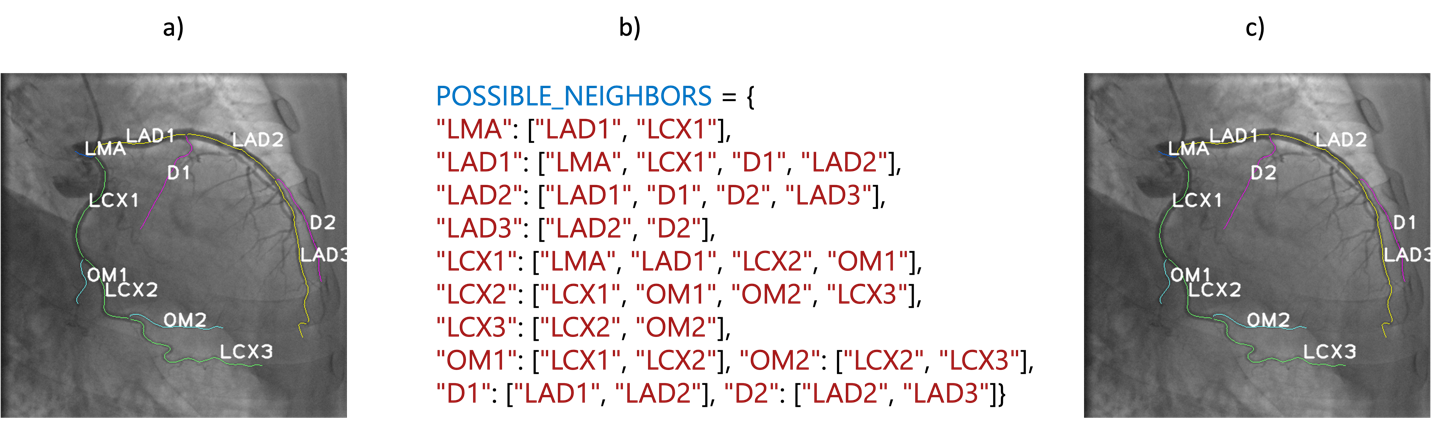 a)
b)
c)
LMA
LAD1
LAD2
D1
LCX1
D2
LAD3
OM1
LCX2
OM2
LCX3
POSSIBLE_NEIGHBORS = {
"LMA": ["LAD1", "LCX1"],
"LAD1": ["LMA", "LCX1", "D1", "LAD2"],
"LAD2": ["LAD1", "D1", "D2", "LAD3"],
"LAD3": ["LAD2", "D2"],
"LCX1": ["LMA", "LAD1", "LCX2", "OM1"],
"LCX2": ["LCX1", "OM1", "OM2", "LCX3"],
"LCX3": ["LCX2", "OM2"],
"OM1": ["LCX1", "LCX2"], "OM2": ["LCX2", "LCX3"],
"D1": ["LAD1", "LAD2"], "D2": ["LAD2", "LAD3"]}
LMA
LAD1
LAD2
D2
LCX1
D1
LAD3
OM1
LCX2
OM2
LCX3